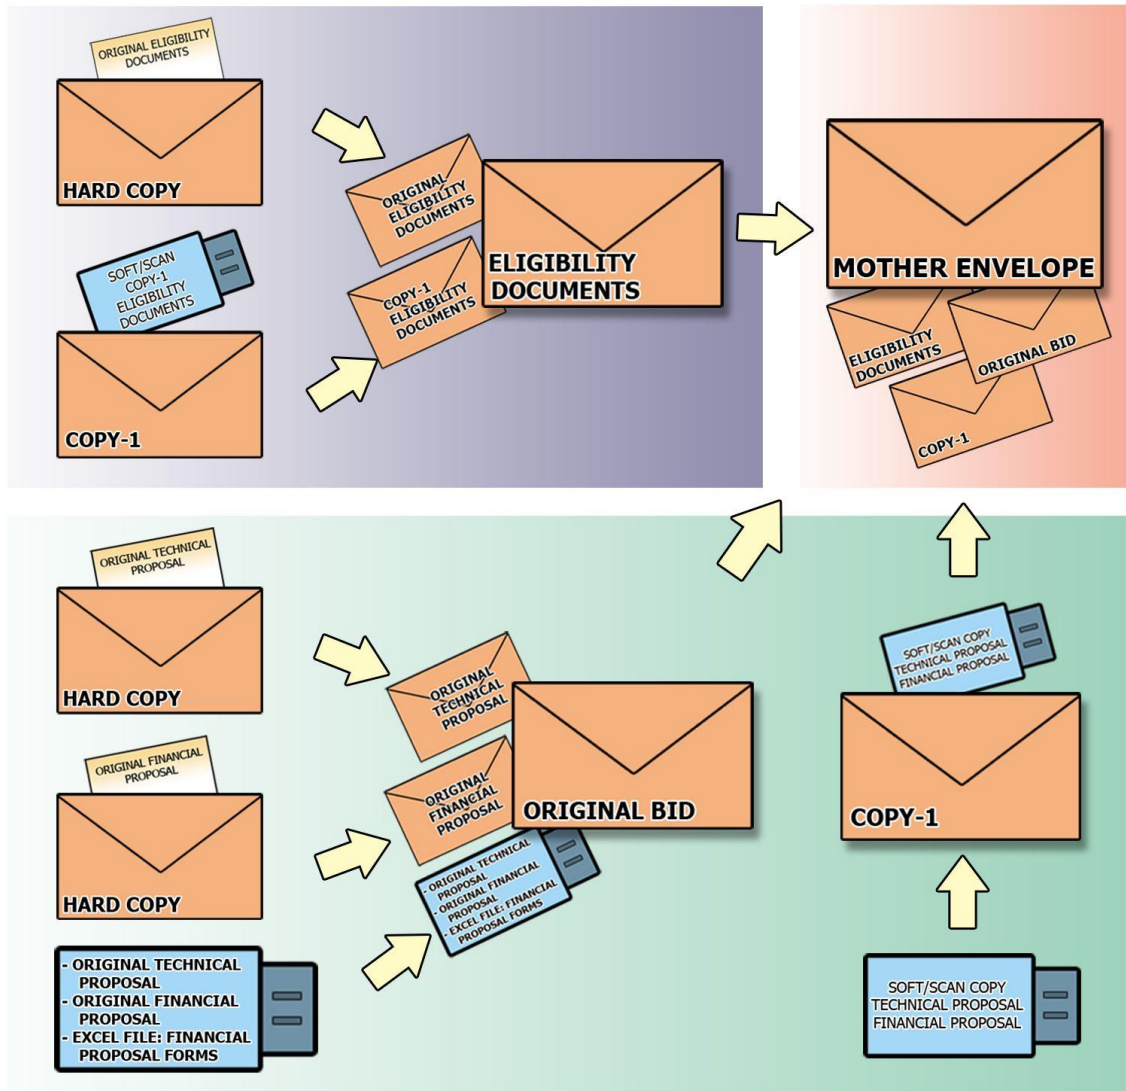 ORIGINAL ELIGIBILITY
DOCUMENTS
HARD COPY
SOFT/SCAN
COPY-1
ELIGIBILITY
DOCUMENTS
COPY-1
ORIGINAL
ELIGIBILITY
DOCUMENTS
COPY-1
ELIGIBILITY
DOCUMENTS
ELIGIBILITY
DOCUMENTS
MOTHER ENVELOPE
ELIGIBILITY
DOCUMENTS
ORIGINAL BID
COPY-1
ORIGINAL TECHNICAL
PROPOSAL
HARD COPY
ORIGINAL FINANCIAL
PROPOSAL
HARD COPY
- ORIGINAL TECHNICAL
PROPOSAL
- ORIGINAL FINANCIAL
PROPOSAL
- EXCEL FILE: FINANCIAL
PROPOSAL FORMS
ORIGINAL
TECHNICAL
PROPOSAL
ORIGINAL
FINANCIAL
PROPOSAL
- ORIGINAL TECHNICAL
PROPOSAL
- ORIGINAL FINANCIAL
PROPOSAL
- EXCEL FILE: FINANCIAL
PROPOSAL FORMS
ORIGINAL BID
SOFT/SCAN COPY
TECHNICAL PROPOSAL
FINANCIAL PROPOSAL
COPY-1
SOFT/SCAN COPY
TECHNICAL PROPOSAL
FINANCIAL PROPOSAL